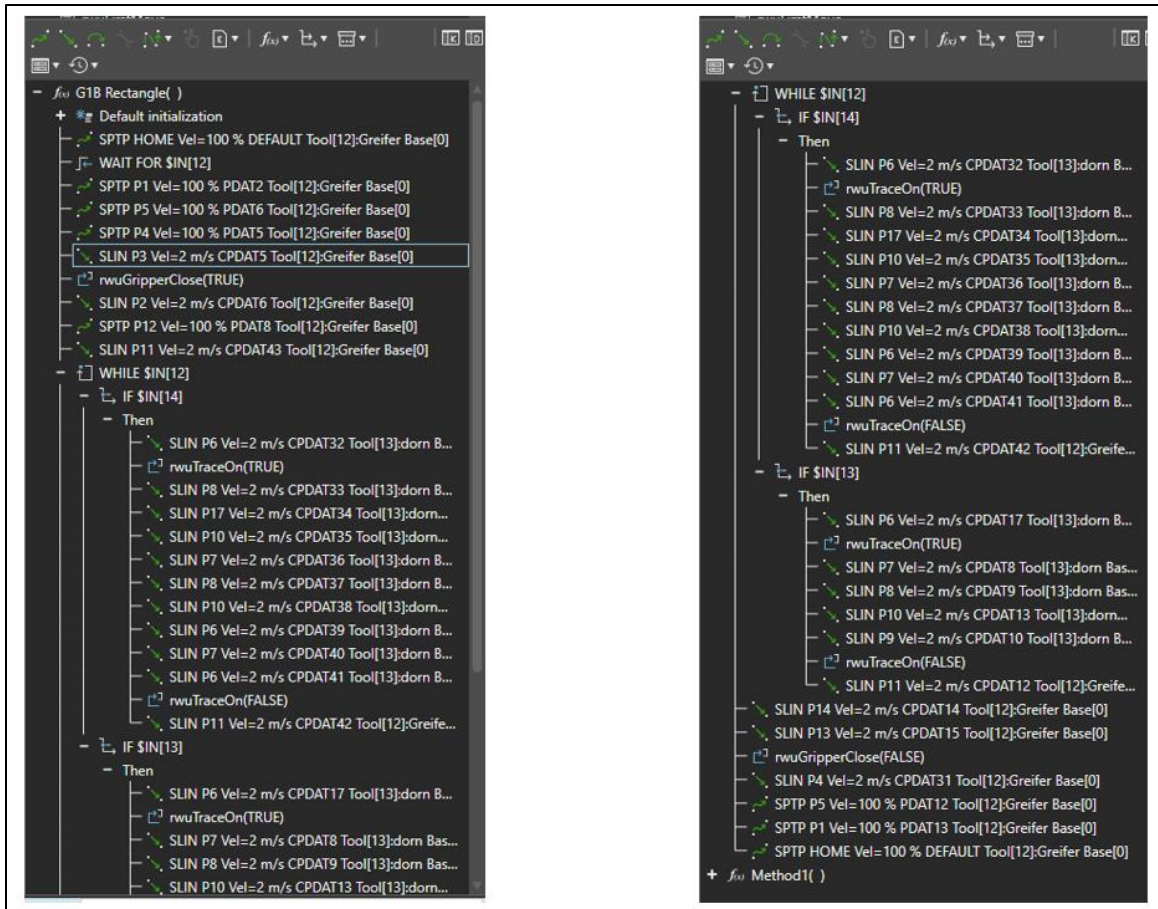 G1B Rectangle( )
Default initialization
SPTP HOME Vel=100 % DEFAULT Tool[12]:Greifer Base[0]
WAIT FOR $IN[12]
SPTP P1 Vel=100 % PDAT2 Tool[12]:Greifer Base[0]
SPTP P5 Vel=100 % PDAT6 Tool[12]:Greifer Base[0]
SPTP P4 Vel=100 % PDAT5 Tool[12]:Greifer Base[0]
SLIN P3 Vel=2 m/s CPDAT5 Tool[12]:Greifer Base[0]
rwuGripperClose(TRUE)
SLIN P2 Vel=2 m/s CPDAT6 Tool[12]:Greifer Base[0]
SPTP P12 Vel=100 % PDAT8 Tool[12]:Greifer Base[0]
SLIN P11 Vel=2 m/s CPDAT43 Tool[12]:Greifer Base[0]
WHILE $IN[12]
IF $IN[14]
Then
SLIN P6 Vel=2 m/s CPDAT32 Tool[13]:dorn B...
rwuTraceOn(TRUE)
SLIN P8 Vel=2 m/s CPDAT33 Tool[13]:dorn B...
SLIN P17 Vel=2 m/s CPDAT34 Tool[13]:dorn...
SLIN P10 Vel=2 m/s CPDAT35 Tool[13]:dorn...
SLIN P7 Vel=2 m/s CPDAT36 Tool[13]:dorn B...
SLIN P8 Vel=2 m/s CPDAT37 Tool[13]:dorn B...
SLIN P10 Vel=2 m/s CPDAT38 Tool[13]:dorn...
SLIN P6 Vel=2 m/s CPDAT39 Tool[13]:dorn B...
SLIN P7 Vel=2 m/s CPDAT40 Tool[13]:dorn B...
SLIN P6 Vel=2 m/s CPDAT41 Tool[13]:dorn B...
rwuTraceOn(FALSE)
SLIN P11 Vel=2 m/s CPDAT42 Tool[12]:Greife...
IF $IN[13]
Then
SLIN P6 Vel=2 m/s CPDAT17 Tool[13]:dorn B...
rwuTraceOn(TRUE)
SLIN P7 Vel=2 m/s CPDAT8 Tool[13]:dorn Bas...
SLIN P8 Vel=2 m/s CPDAT9 Tool[13]:dorn Bas...
SLIN P10 Vel=2 m/s CPDAT13 Tool[13]:dorn...
WHILE $IN[12]
IF $IN[14]
Then
SLIN P6 Vel=2 m/s CPDAT32 Tool[13]:dorn B...
rwuTraceOn(TRUE)
SLIN P8 Vel=2 m/s CPDAT33 Tool[13]:dorn B...
SLIN P17 Vel=2 m/s CPDAT34 Tool[13]:dorn...
SLIN P10 Vel=2 m/s CPDAT35 Tool[13]:dorn...
SLIN P7 Vel=2 m/s CPDAT36 Tool[13]:dorn B...
SLIN P8 Vel=2 m/s CPDAT37 Tool[13]:dorn B...
SLIN P10 Vel=2 m/s CPDAT38 Tool[13]:dorn...
SLIN P6 Vel=2 m/s CPDAT39 Tool[13]:dorn B...
SLIN P7 Vel=2 m/s CPDAT40 Tool[13]:dorn B...
SLIN P6 Vel=2 m/s CPDAT41 Tool[13]:dorn B...
rwuTraceOn(FALSE)
SLIN P11 Vel=2 m/s CPDAT42 Tool[12]:Greife...
IF $IN[13]
Then
SLIN P6 Vel=2 m/s CPDAT17 Tool[13]:dorn B...
rwuTraceOn(TRUE)
SLIN P7 Vel=2 m/s CPDAT8 Tool[13]:dorn Bas...
SLIN P8 Vel=2 m/s CPDAT9 Tool[13]:dorn Bas...
SLIN P10 Vel=2 m/s CPDAT13 Tool[13]:dorn...
SLIN P9 Vel=2 m/s CPDAT10 Tool[13]:dorn B...
rwuTraceOn(FALSE)
SLIN P11 Vel=2 m/s CPDAT12 Tool[12]:Greife...
SLIN P14 Vel=2 m/s CPDAT14 Tool[12]:Greifer Base[0]
SLIN P13 Vel=2 m/s CPDAT15 Tool[12]:Greifer Base[0]
rwuGripperClose(FALSE)
SLIN P4 Vel=2 m/s CPDAT31 Tool[12]:Greifer Base[0]
SPTP P5 Vel=100 % PDAT12 Tool[12]:Greifer Base[0]
SPTP P1 Vel=100 % PDAT13 Tool[12]:Greifer Base[0]
SPTP HOME Vel=100 % DEFAULT Tool[12]:Greifer Base[0]
Method1( )